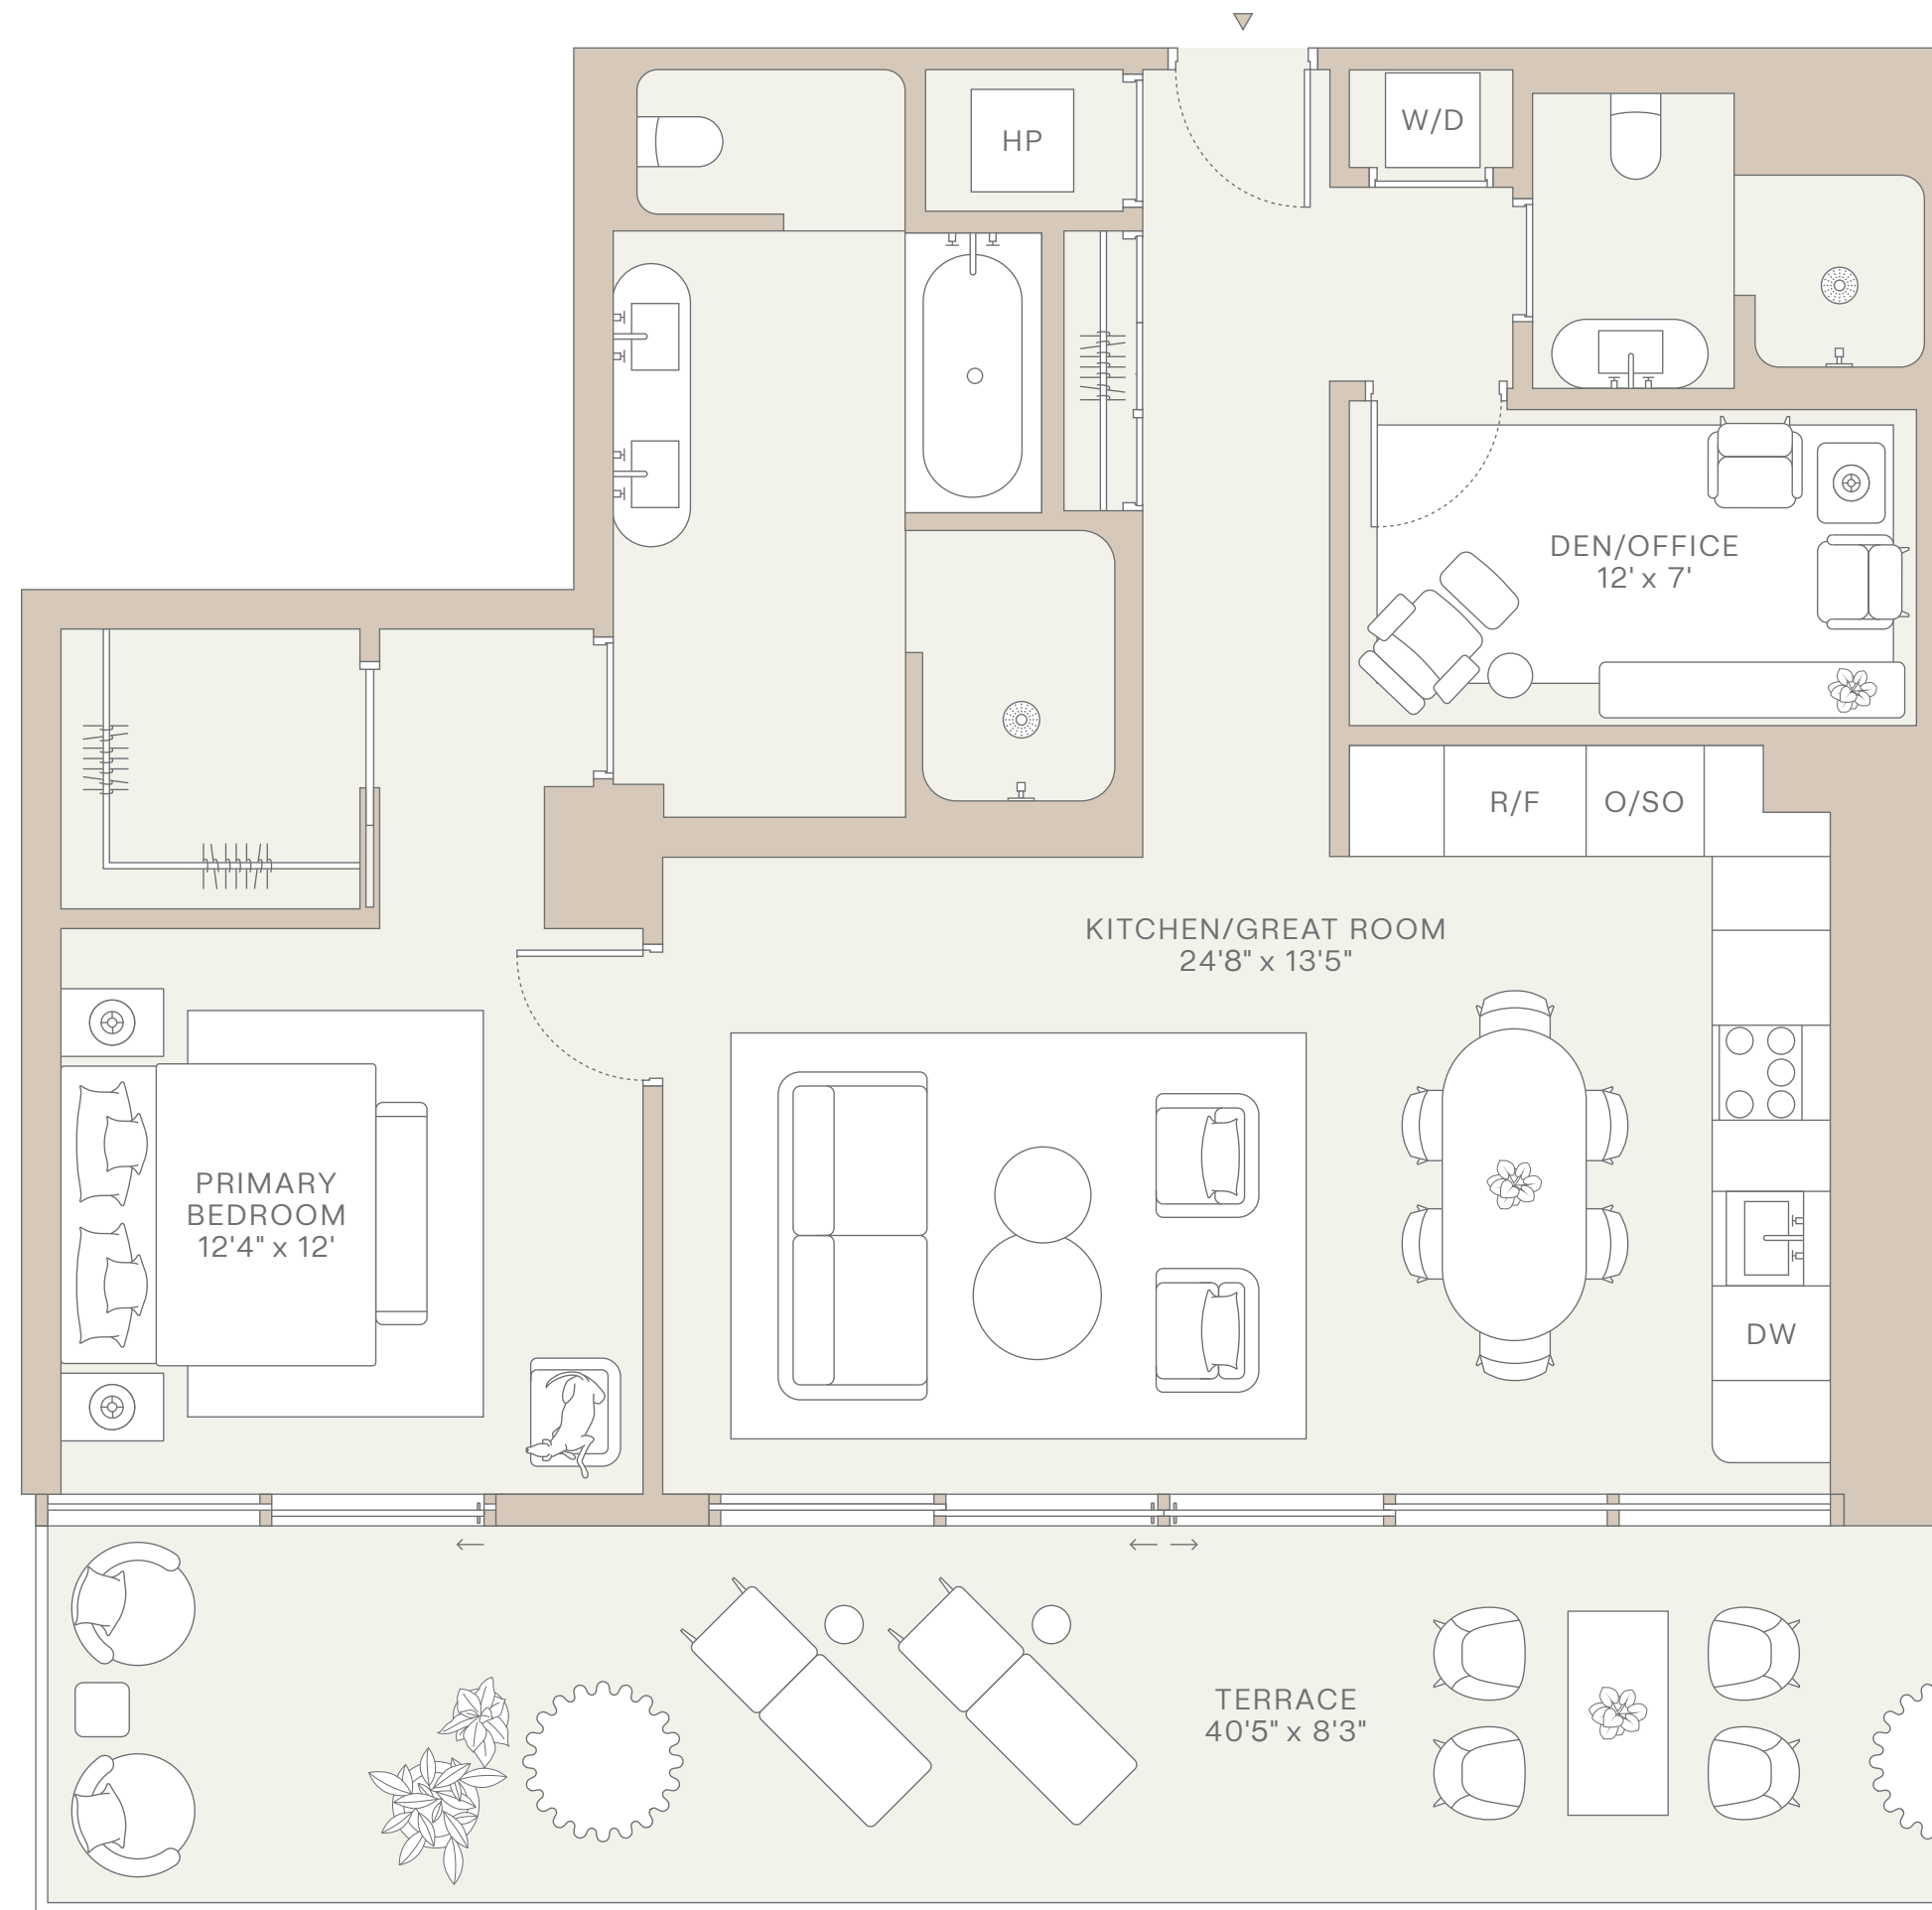 HP
W/D
DEN/OFFICE
12' x 7'
R/F
O/SO
KITCHEN/GREAT ROOM
24'8" x 13'5"
PRIMARY
BEDROOM
12'4" x 12'
DW
TERRACE
40'5" x 8'3"